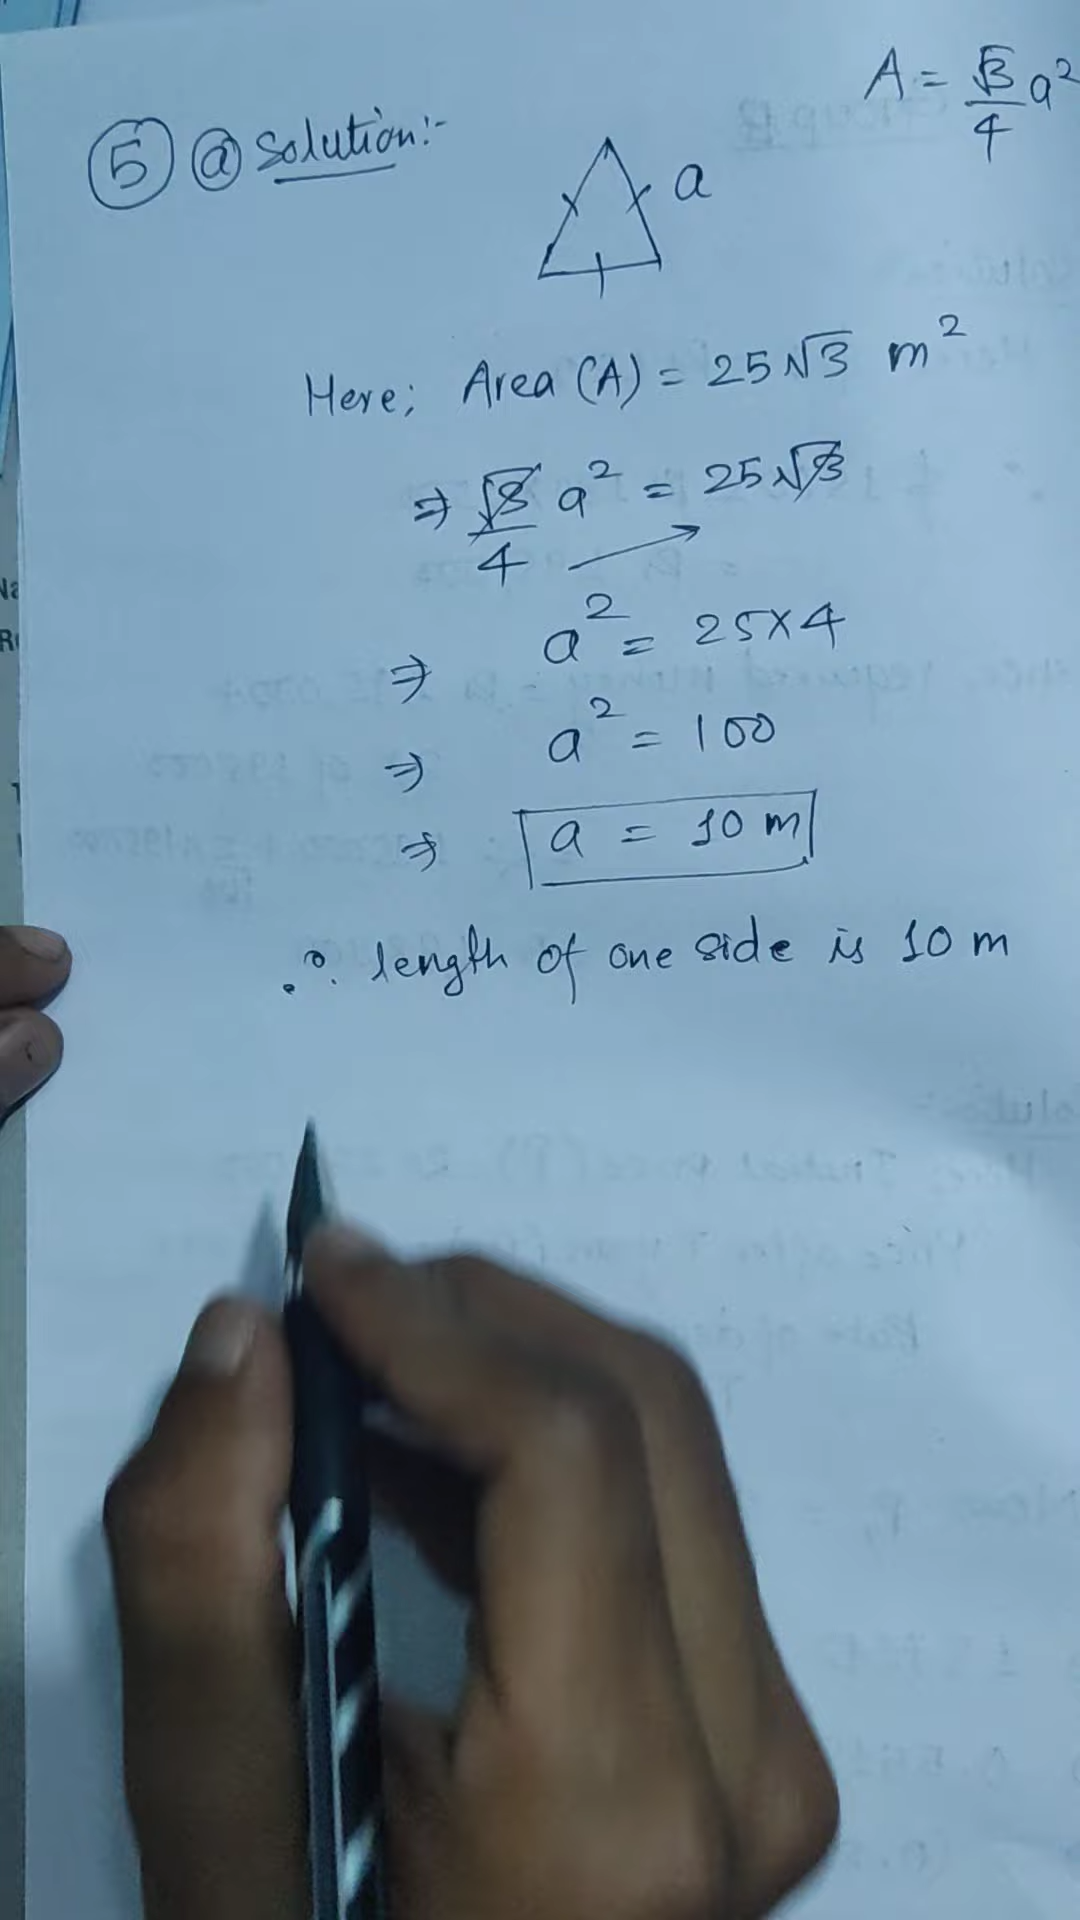 A = √3/4 a²
5 a Solution:-
a
Here; Area (A) = 25√3 m²
⇒ √3/4 a² = 25√3
⇒ a² = 25×4
⇒ a² = 100
⇒ a = 10 m
∴ length of one side is 10 m